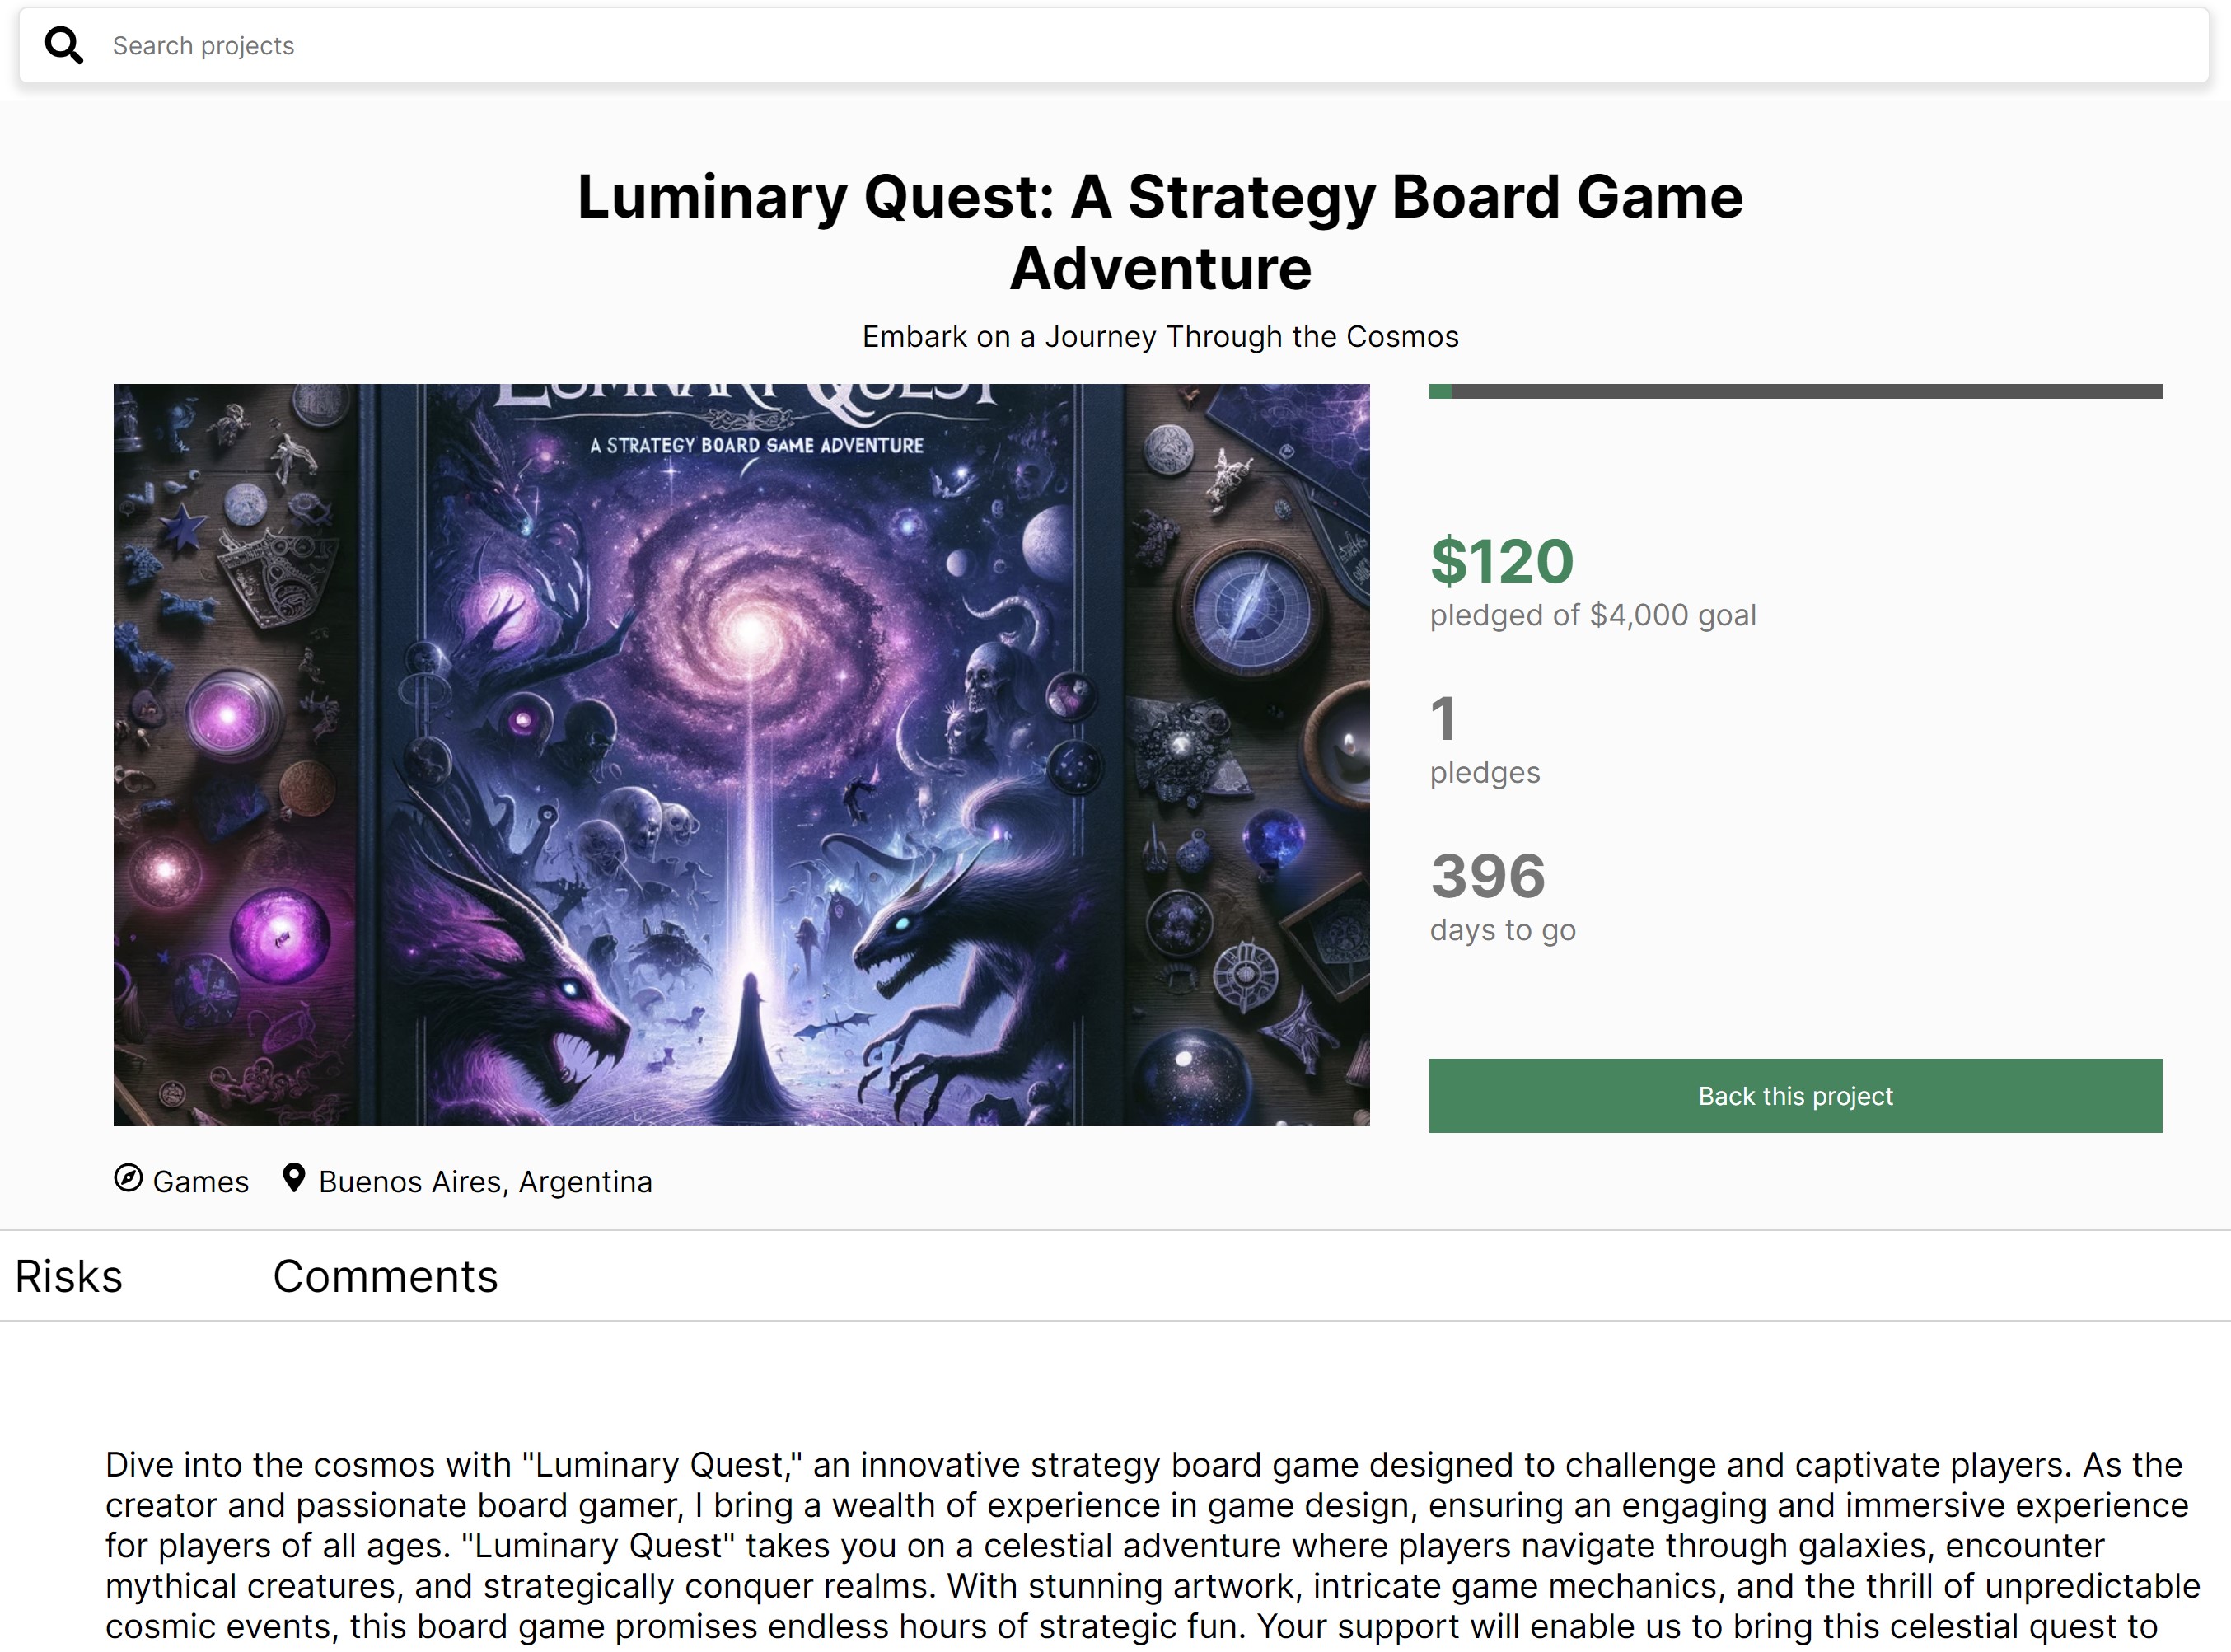 Search projects
Luminary Quest: A Strategy Board Game
Adventure
Embark on a Journey Through the Cosmos
LUMINARY QUEST
A STRATEGY BOARD GAME ADVENTURE
$120
pledged of $4,000 goal
1
pledges
396
days to go
Back this project
Games
Buenos Aires, Argentina
Risks
Comments
Dive into the cosmos with "Luminary Quest," an innovative strategy board game designed to challenge and captivate players. As the
creator and passionate board gamer, I bring a wealth of experience in game design, ensuring an engaging and immersive experience
for players of all ages. "Luminary Quest" takes you on a celestial adventure where players navigate through galaxies, encounter
mythical creatures, and strategically conquer realms. With stunning artwork, intricate game mechanics, and the thrill of unpredictable
cosmic events, this board game promises endless hours of strategic fun. Your support will enable us to bring this celestial quest to